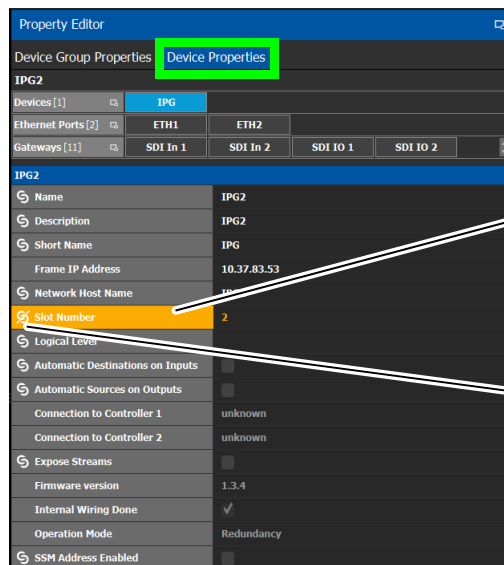 Property Editor
Device Group Properties Device Properties
IPG2
Devices [1] IPG
Ethernet Ports [2] ETH1 ETH2
Gateways [11] SDI In 1 SDI In 2 SDI IO 1 SDI IO 2
IPG2
Name IPG2
Description IPG2
Short Name IPG
Frame IP Address 10.37.83.53
Network Host Name
Slot Number 2
Logical Level
Automatic Destinations on Inputs
Automatic Sources on Outputs
Connection to Controller 1 unknown
Connection to Controller 2 unknown
Expose Streams
Firmware version 1.3.4
Internal Wiring Done
Operation Mode Redundancy
SSM Address Enabled